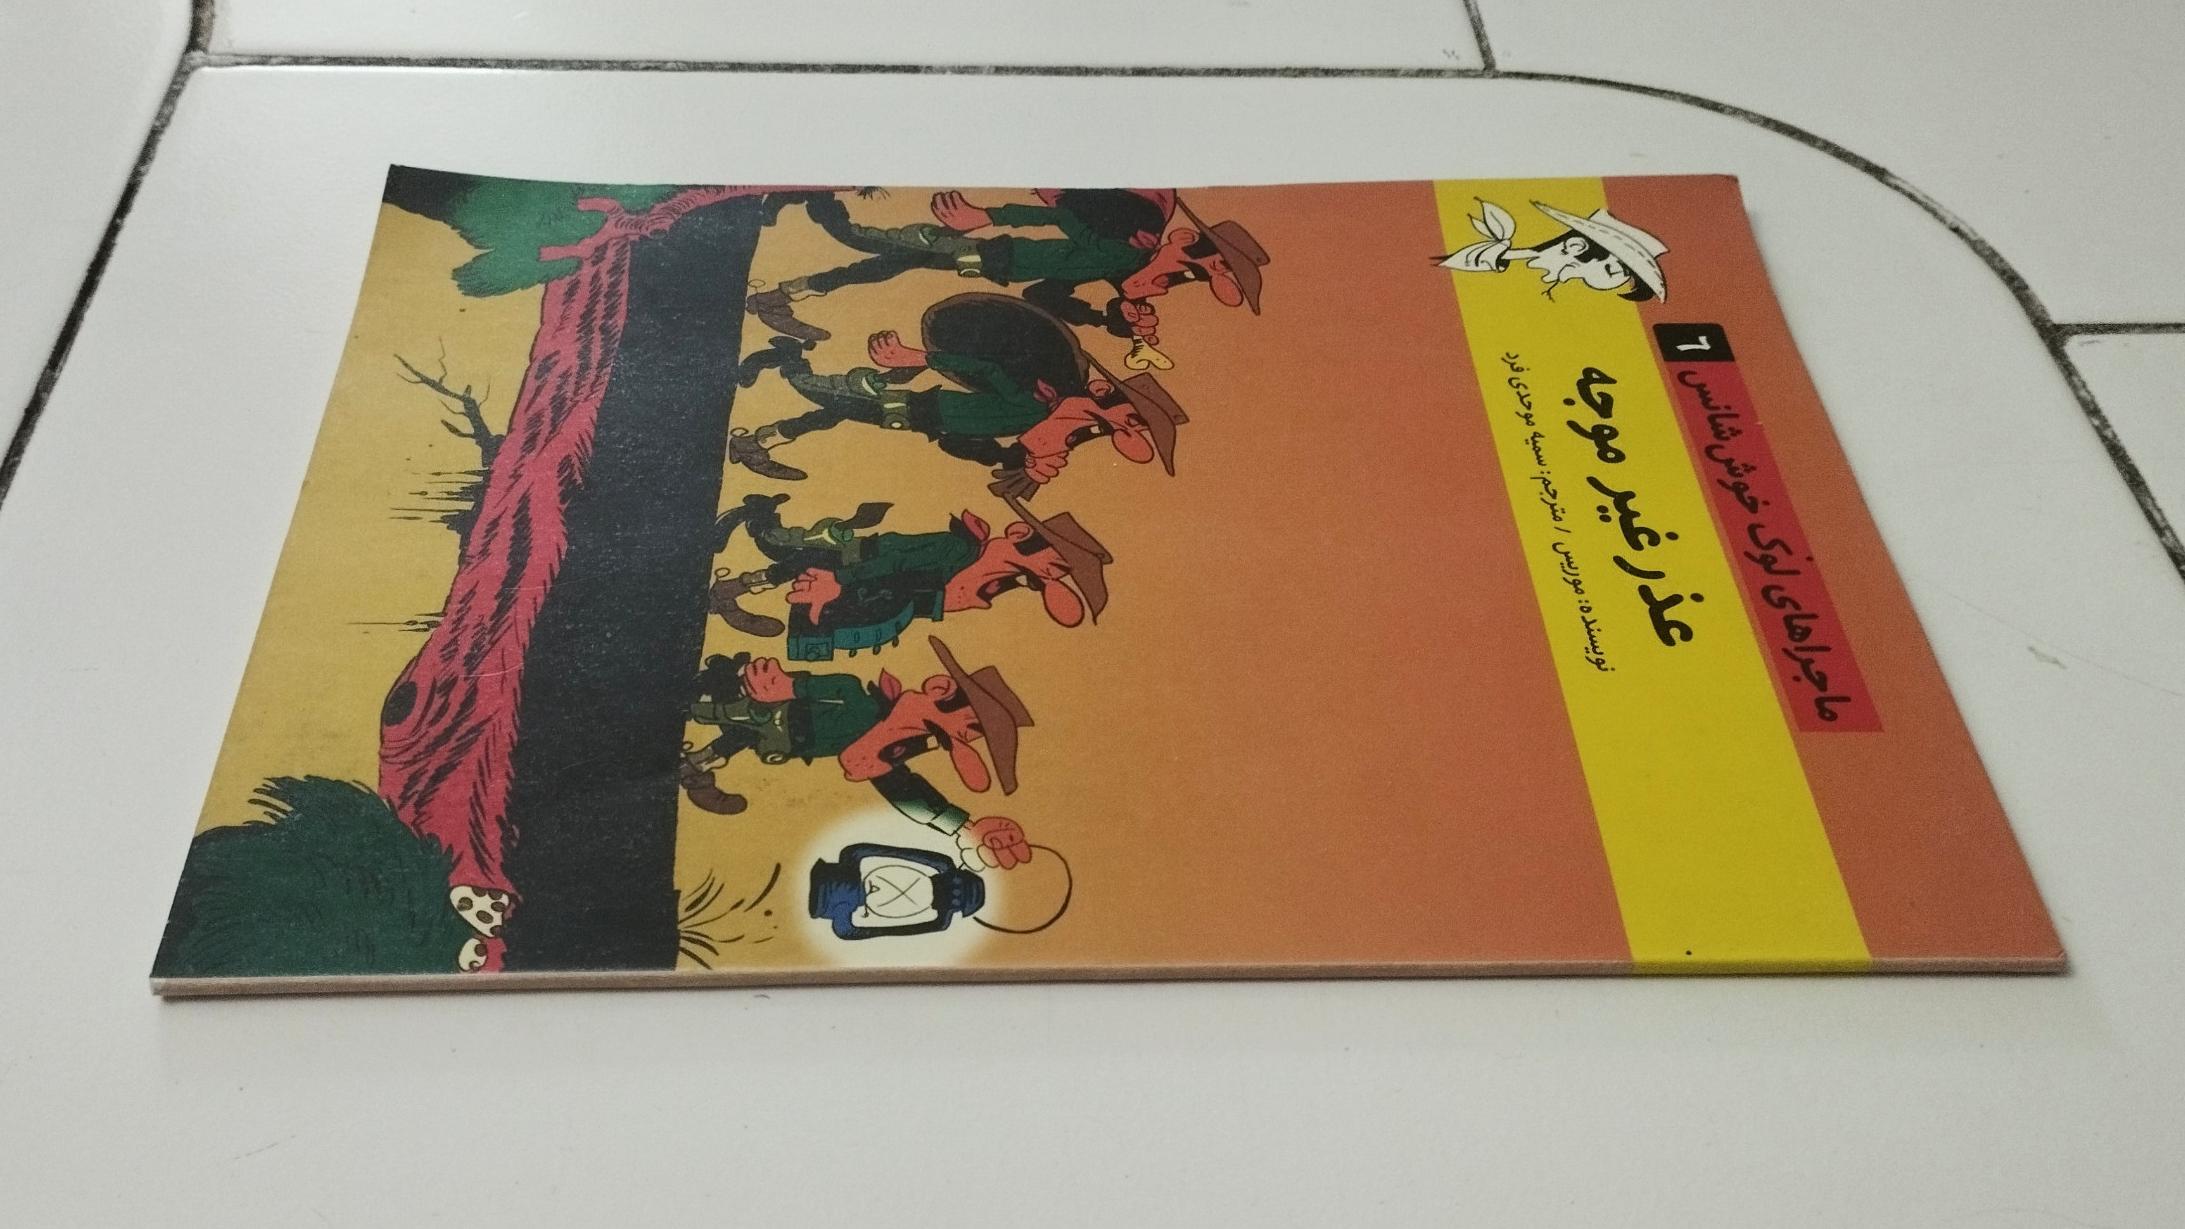 ماجراهای لوک خوش شانس ٦
عذر غیر موجه
نویسنده: موریس / مترجم: سمیه موحدی فرد